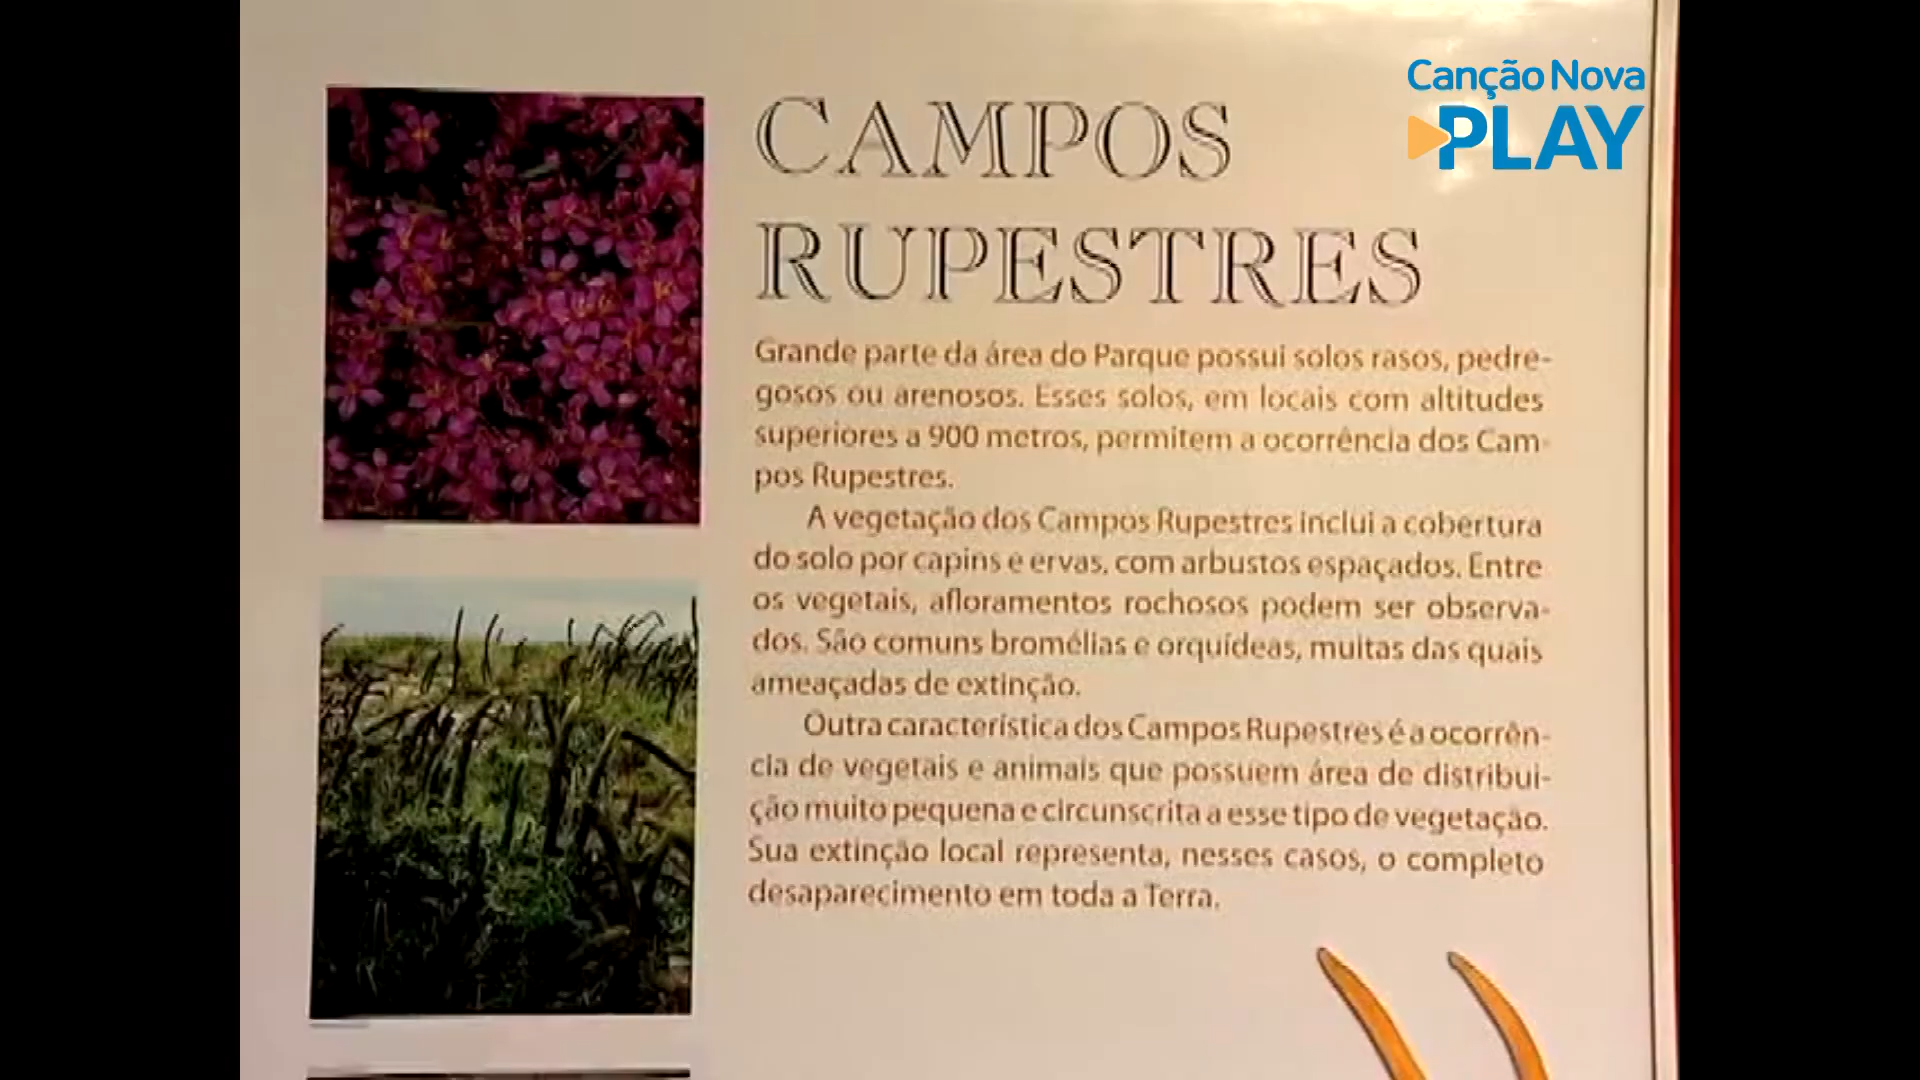 Canção Nova
PLAY
CAMPOS
RUPESTRES
Grande parte da área do Parque possui solos rasos, pedre-
gosos ou arenosos. Esses solos, em locais com altitudes
superiores a 900 metros, permitem a ocorrência dos Cam-
pos Rupestres.
A vegetação dos Campos Rupestres inclui a cobertura
do solo por capins e ervas, com arbustos espaçados. Entre
os vegetais, afloramentos rochosos podem ser observa-
dos. São comuns bromélias e orquídeas, muitas das quais
ameaçadas de extinção.
Outra característica dos Campos Rupestres é a ocorrên-
cia de vegetais e animais que possuem área de distribui-
ção muito pequena e circunscrita a esse tipo de vegetação.
Sua extinção local representa, nesses casos, o completo
desaparecimento em toda a Terra.